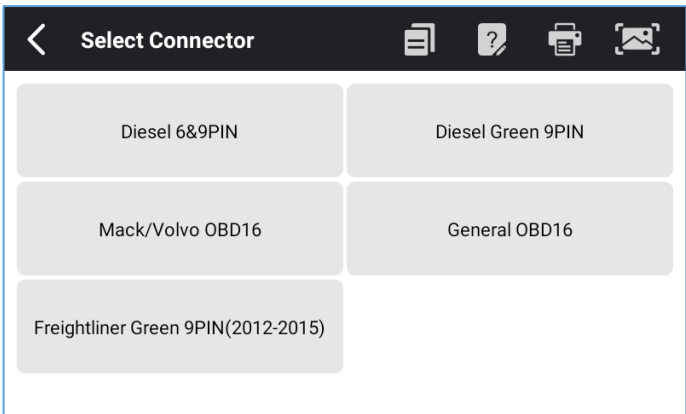 Select Connector
Diesel 6&9PIN
Diesel Green 9PIN
Mack/Volvo OBD16
General OBD16
Freightliner Green 9PIN(2012-2015)